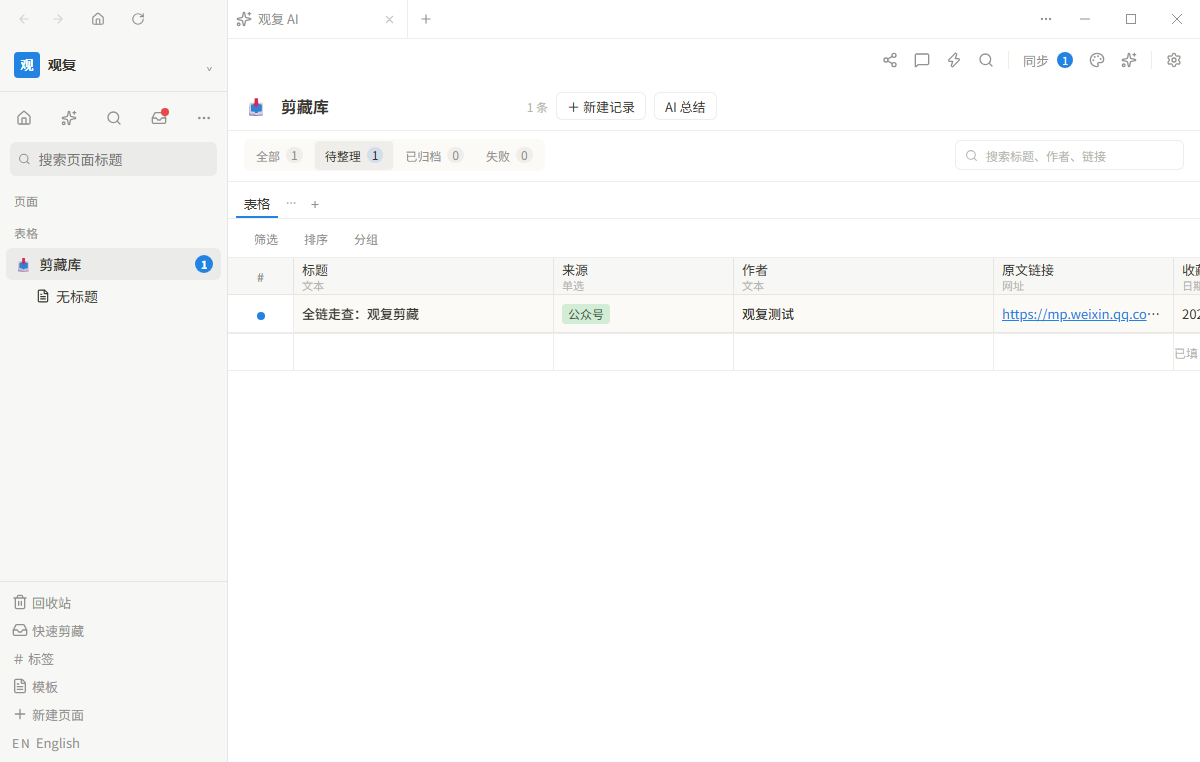 观复 AI
观 观复
同步 1
剪藏库
1 条
新建记录
AI 总结
搜索页面标题
全部 1
待整理 1
已归档 0
失败 0
搜索标题、作者、链接
页面
表格
剪藏库 1
无标题
表格 ··· +
筛选 排序 分组
# 标题 来源 作者 原文链接
文本 单选 文本 网址
全链走查：观复剪藏 公众号 观复测试 https://mp.weixin.qq.co··· 202
已填
回收站
快速剪藏
# 标签
模板
新建页面
EN English